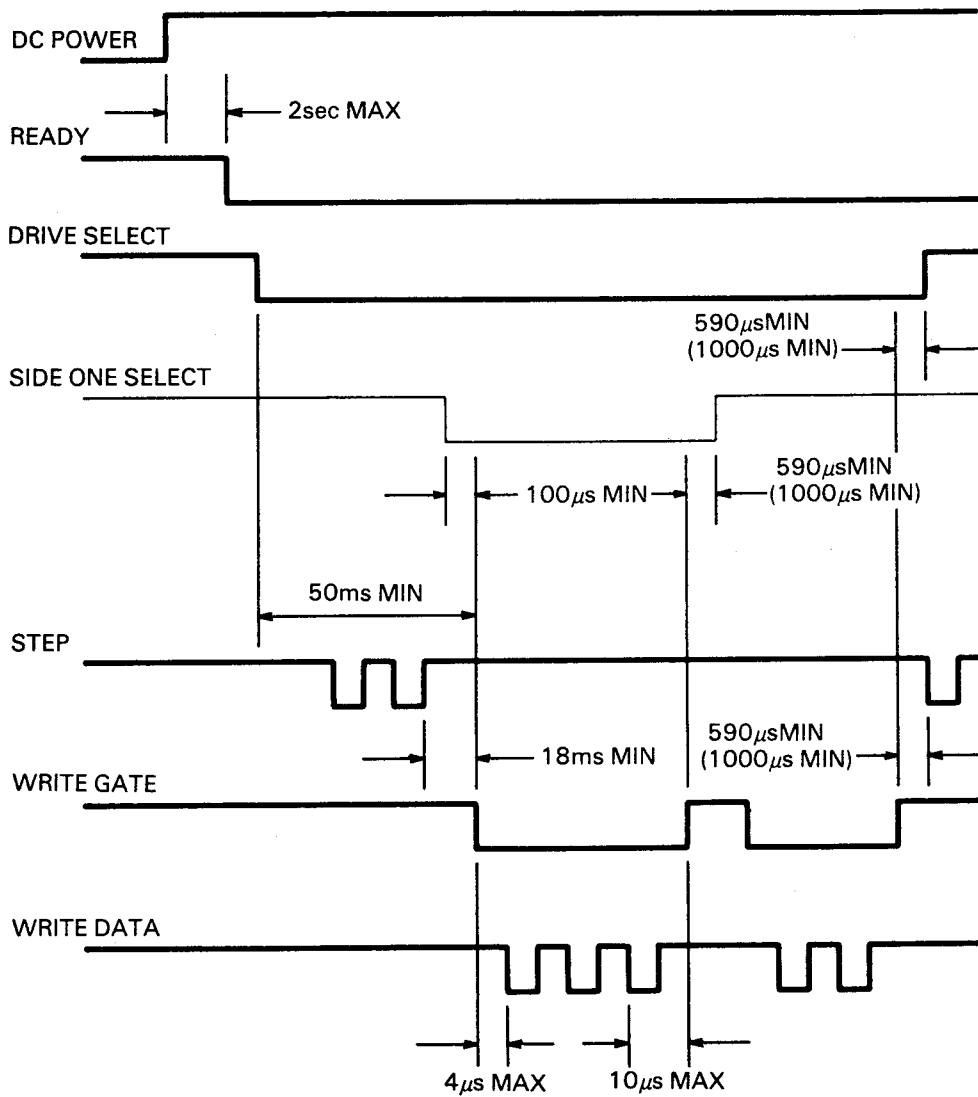 DC POWER
2sec MAX
READY
DRIVE SELECT
590μsMIN
(1000μs MIN)
SIDE ONE SELECT
100μs MIN
590μsMIN
(1000μs MIN)
50ms MIN
STEP
18ms MIN
590μsMIN
(1000μs MIN)
WRITE GATE
WRITE DATA
4μs MAX
10μs MAX